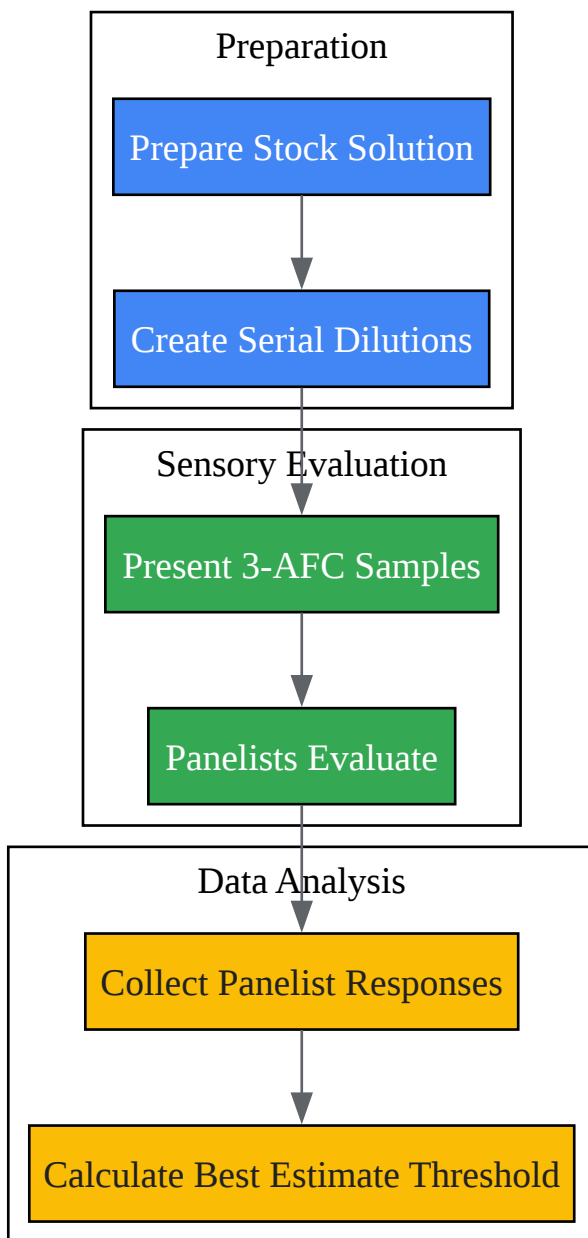 Preparation
Prepare Stock Solution
Create Serial Dilutions
Sensory Evaluation
Present 3-AFC Samples
Panelists Evaluate
Data Analysis
Collect Panelist Responses
Calculate Best Estimate Threshold